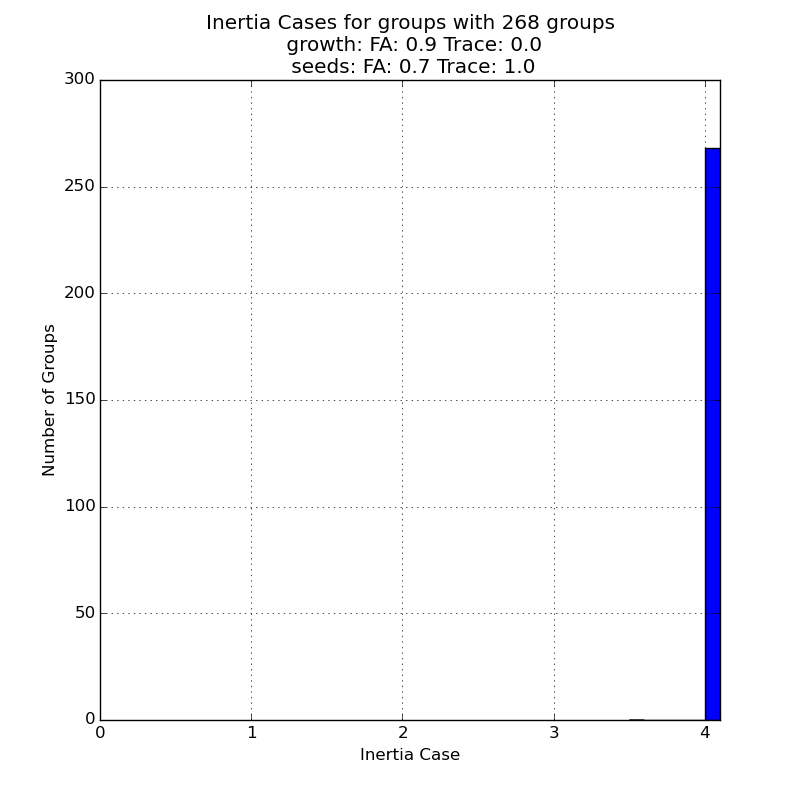 Inertia Cases for groups with 268 groups
growth: FA: 0.9 Trace: 0.0
seeds: FA: 0.7 Trace: 1.0
300
250
200
150
100
50
0
Number of Groups
0 1 2 3 4
Inertia Case